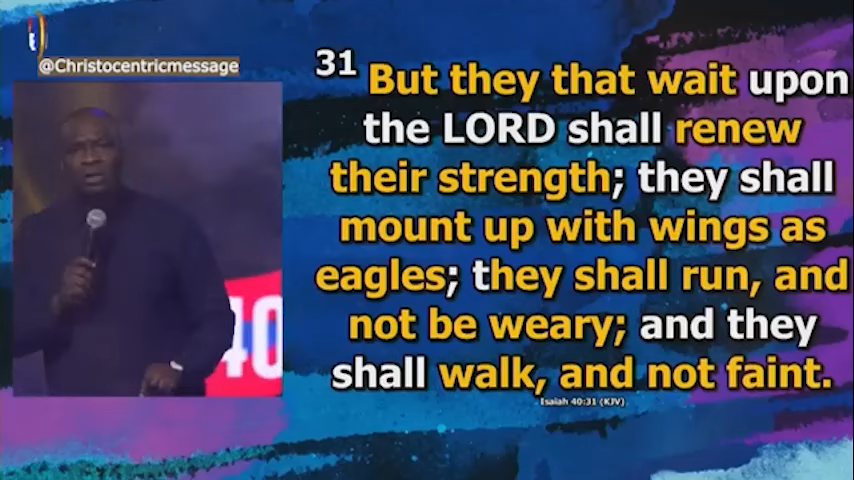 @Christocentricmessage
31 But they that wait upon
the LORD shall renew
their strength; they shall
mount up with wings as
eagles; they shall run, and
not be weary; and they
shall walk, and not faint.
Isaiah 40:31 (KJV)
40